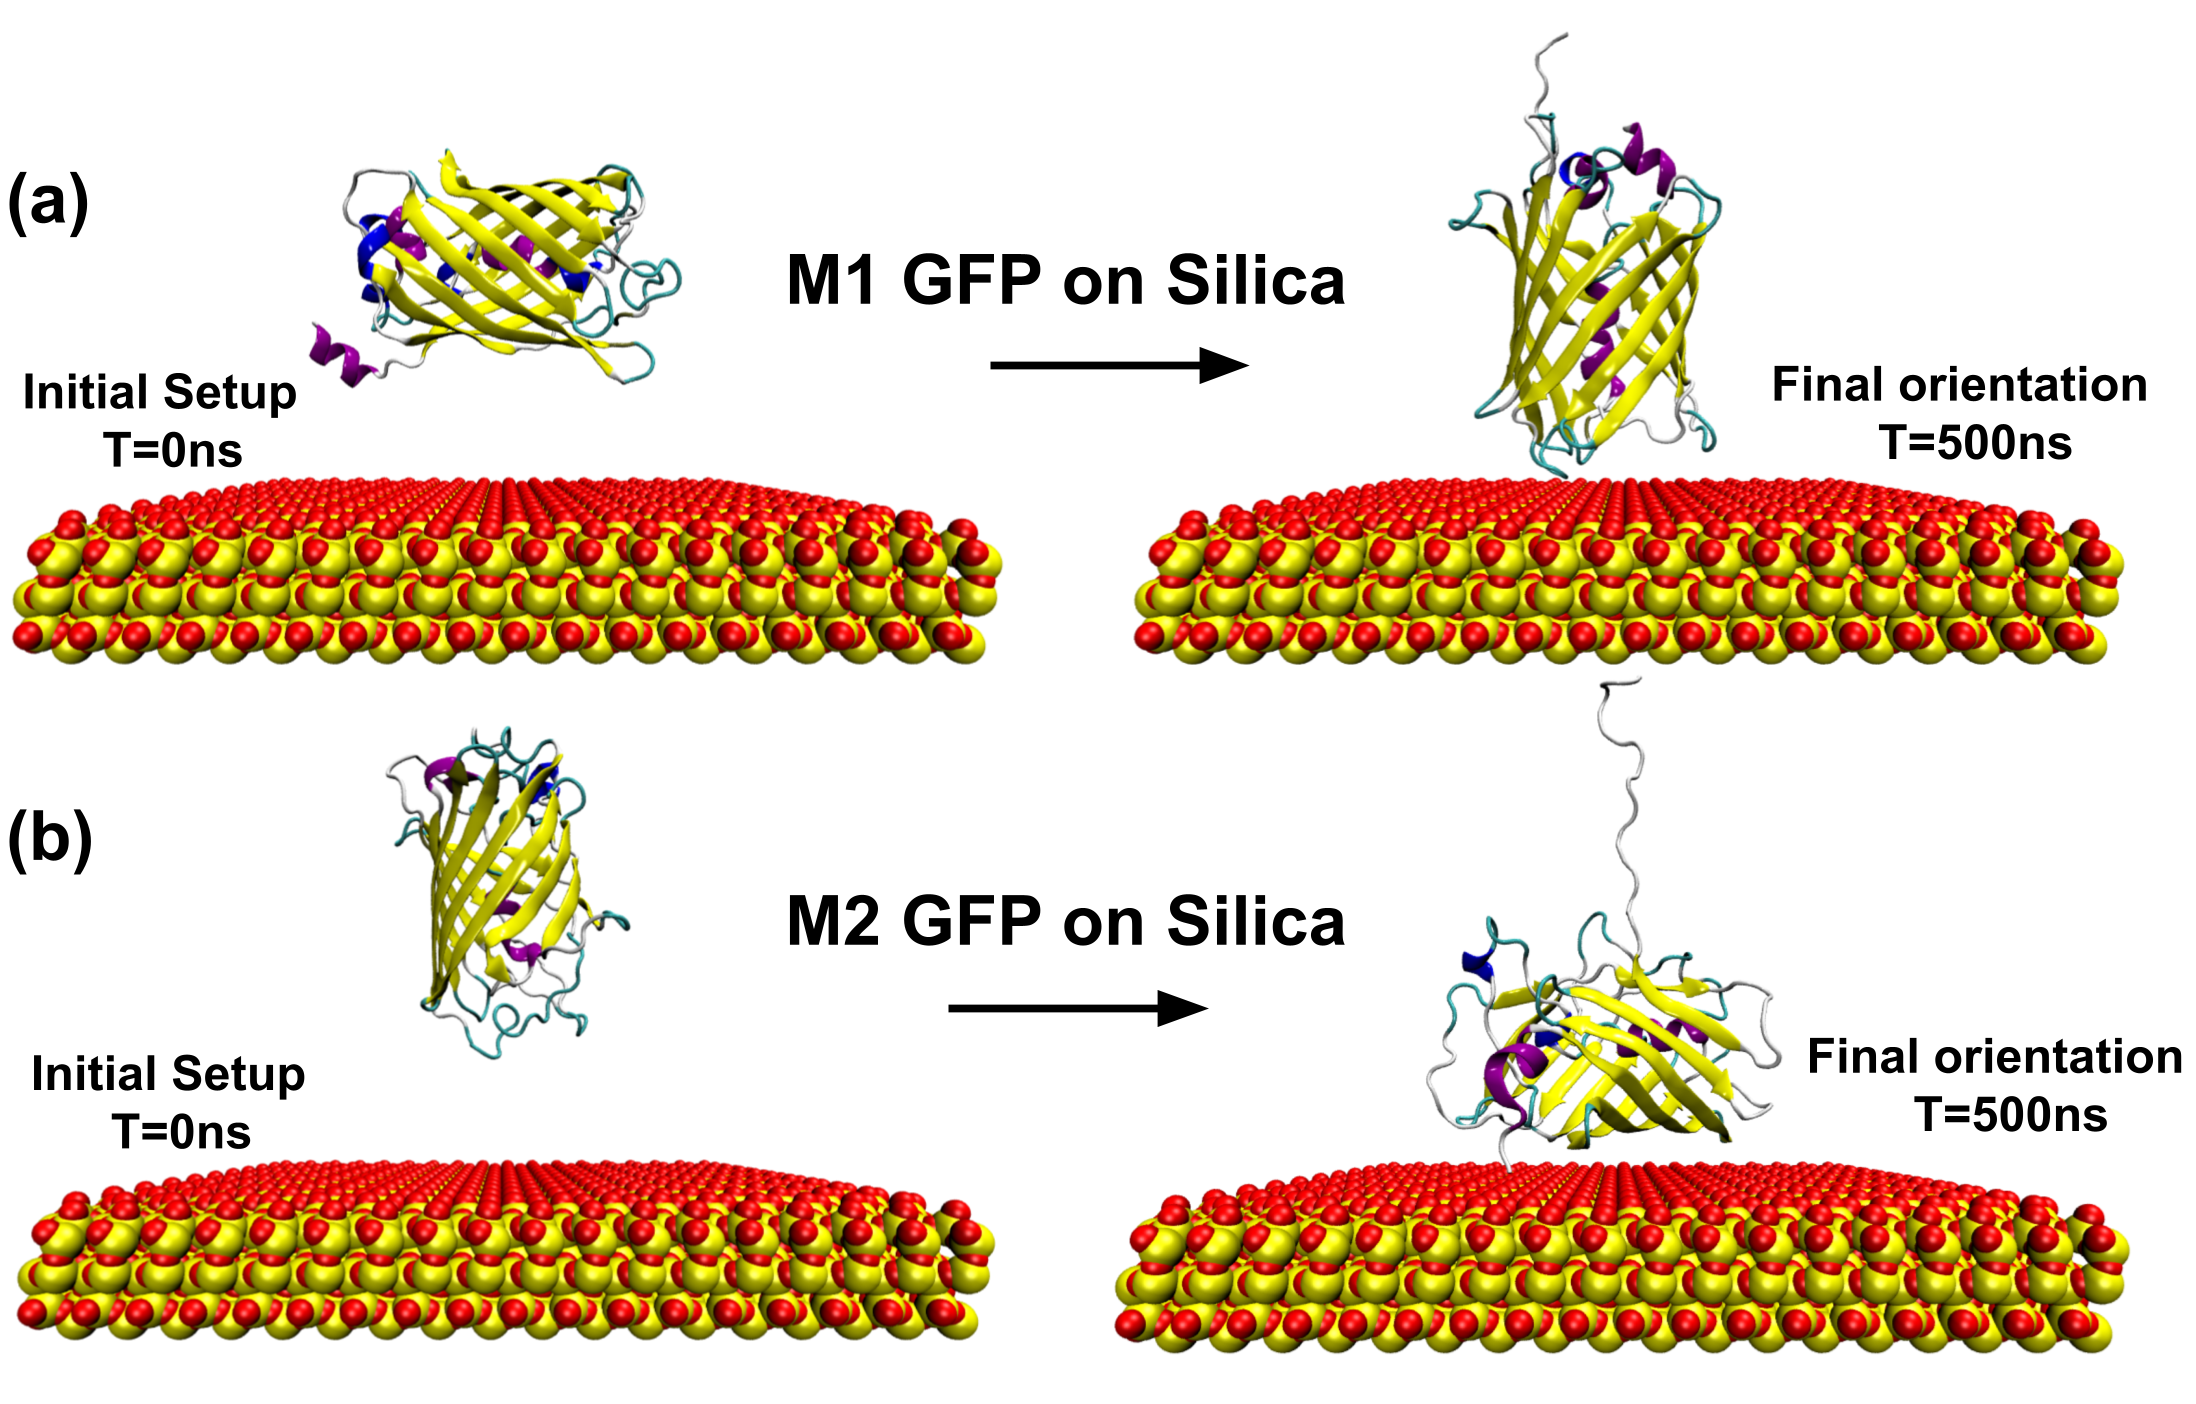 (a)
M1 GFP on Silica
Initial Setup
T=0ns
Final orientation
T=500ns
(b)
M2 GFP on Silica
Initial Setup
T=0ns
Final orientation
T=500ns